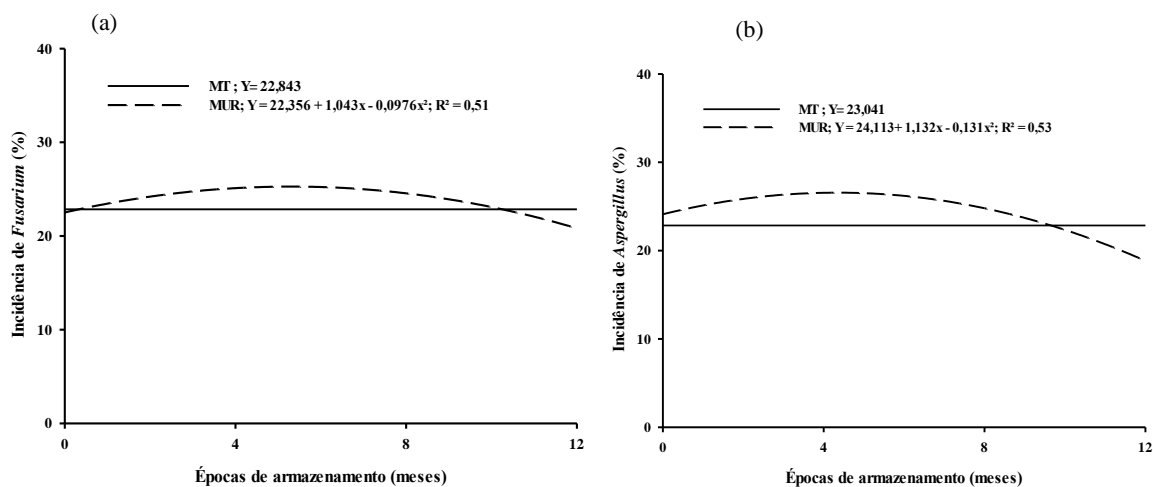 (a)
40
30
20
10
0
Incidência de Fusarium (%)
MT ; Y= 22,843
MUR; Y = 22,356 + 1,043x - 0,0976x²; R² = 0,51
0 4 8 12
Épocas de armazenamento (meses)
(b)
40
30
20
10
0
Incidência de Aspergillus (%)
MT ; Y= 23,041
MUR; Y = 24,113+ 1,132x - 0,131x²; R² = 0,53
0 4 8 12
Épocas de armazenamento (meses)